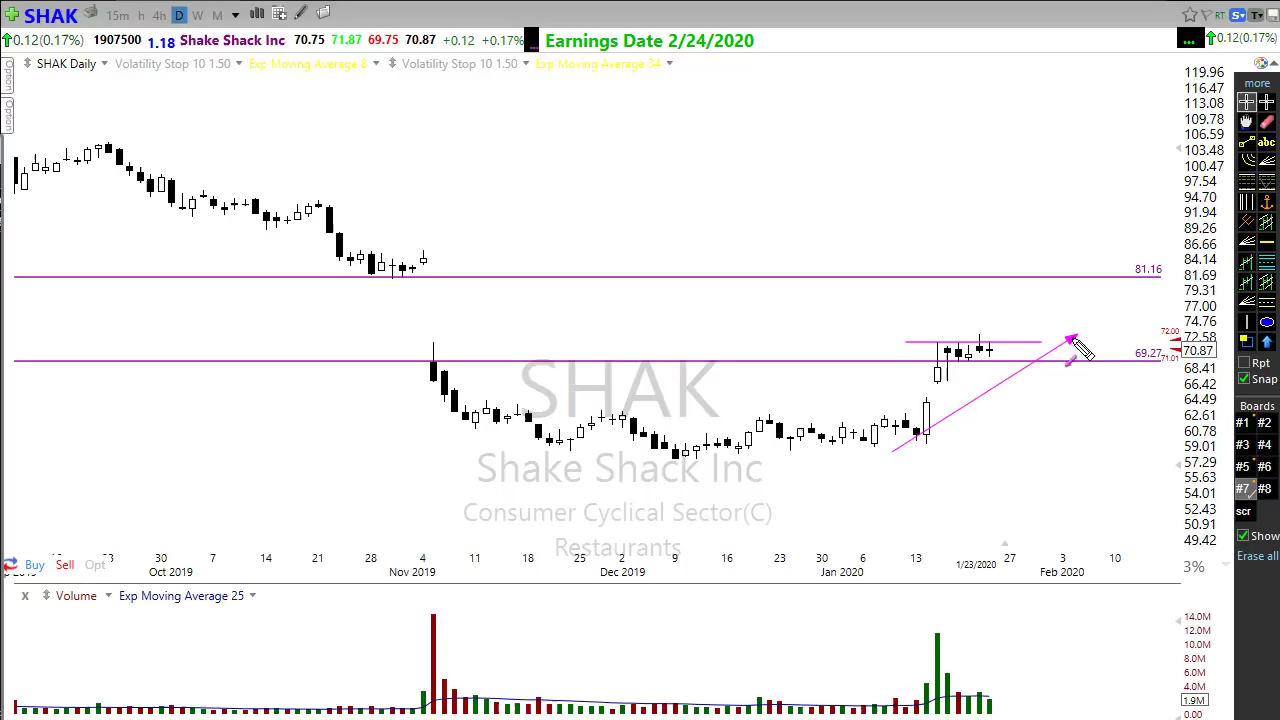 SHAK 15m h 4h D W M RT S T
0.12(0.17%) 1907500 1.18 Shake Shack Inc 70.75 71.87 69.75 70.87 +0.12 +0.17% ... Earnings Date 2/24/2020 ... 0.12(0.17%)
SHAK Daily Volatility Stop 10 1.50 Exp Moving Average 8 Volatility Stop 10 1.50 Exp Moving Average 34
Option
Option
119.96
116.47
113.08
109.78
106.59
103.48
100.47
97.54
94.70
91.94
89.26
86.66
84.14
81.69
79.31
77.00
74.76
72.58
70.87
68.41
66.42
64.49
62.61
60.78
59.01
57.29
55.63
54.01
52.43
50.91
49.42
81.16
72.00
69.27
71.01
SHAK
Shake Shack Inc
Consumer Cyclical Sector(C)
Restaurants
23 30 7 14 21 28 4 11 18 25 2 9 16 23 30 6 13 1/23/2020 27 3 10
Oct 2019 Nov 2019 Dec 2019 Jan 2020 Feb 2020
Buy Sell Opt
3%
x Volume Exp Moving Average 25
14.0M
12.0M
10.0M
8.0M
6.0M
4.0M
1.9M
0.00
more
abc
Rpt
Snap
Boards
#1 #2
#3 #4
#5 #6
#7 #8
scr
Show
Erase all